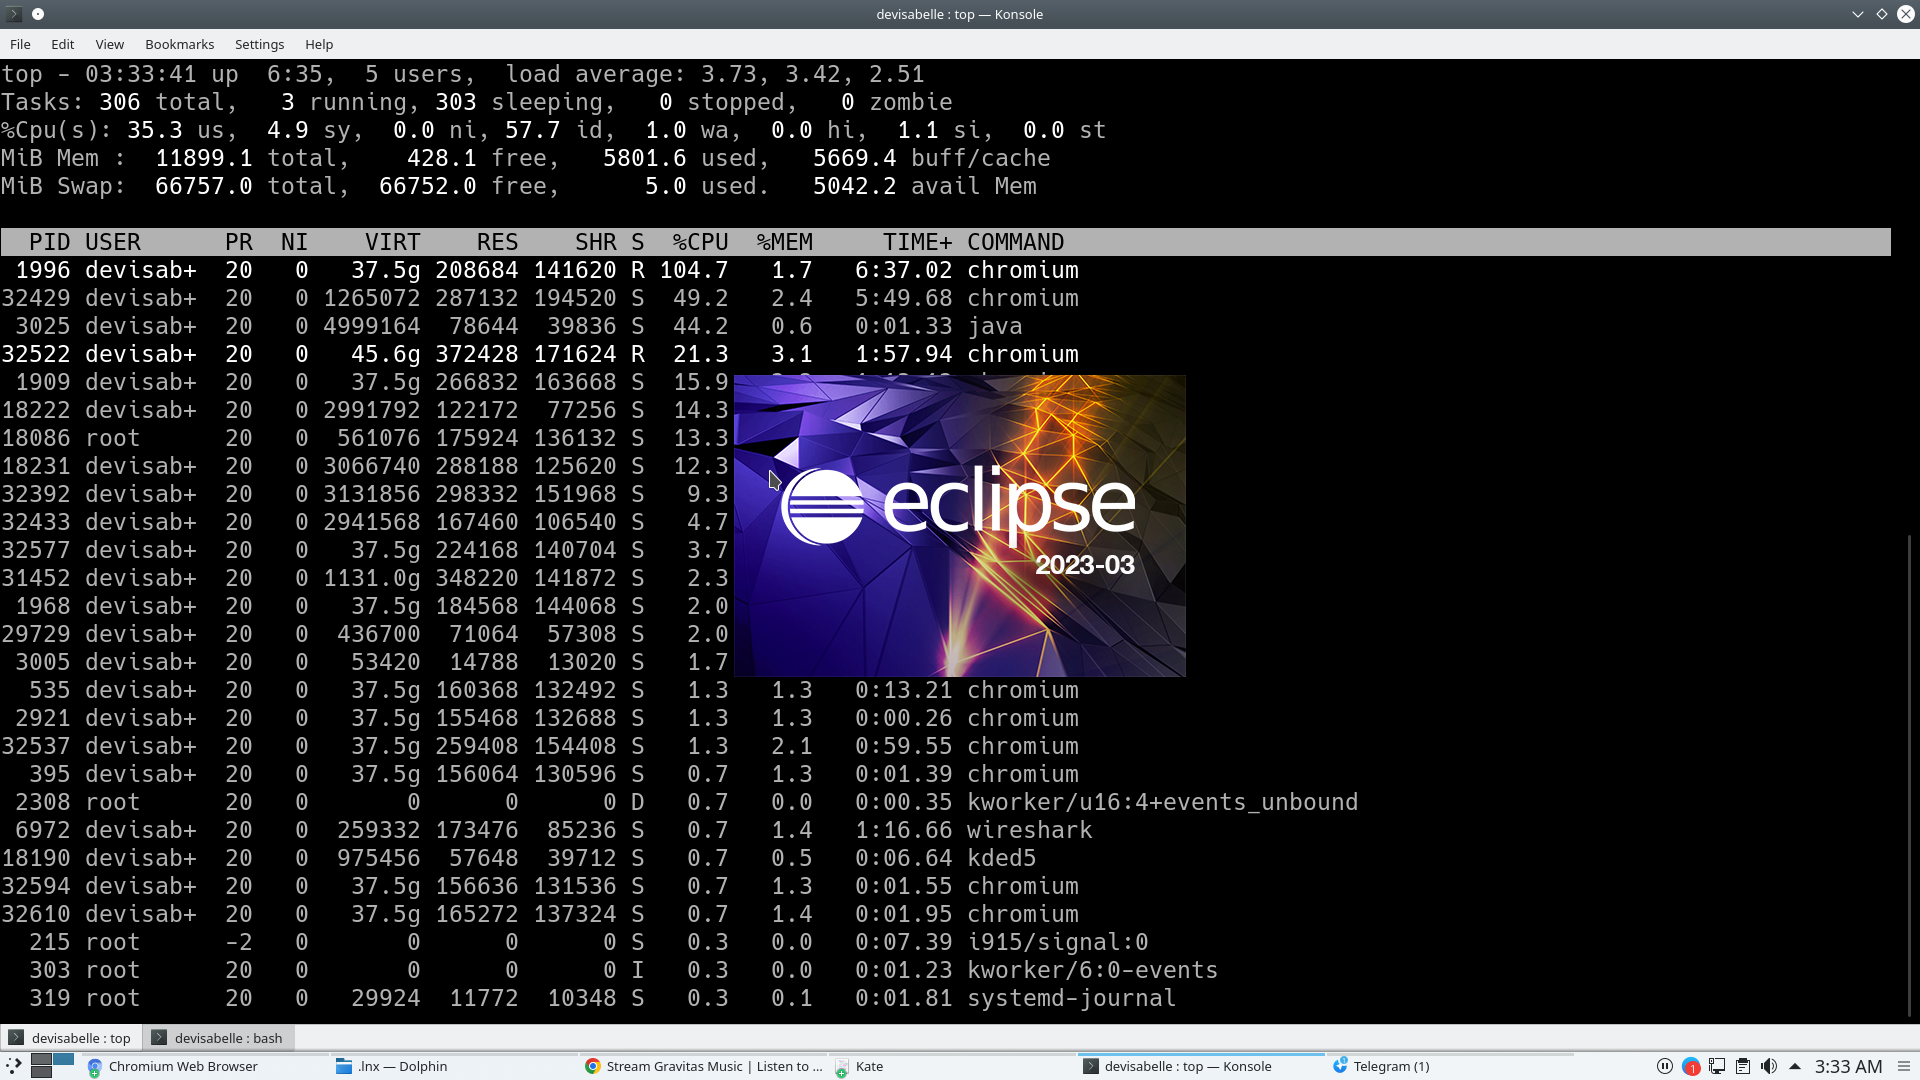 devisabelle : top — Konsole
File Edit View Bookmarks Settings Help
top - 03:33:41 up  6:35,  5 users,  load average: 3.73, 3.42, 2.51
Tasks: 306 total,   3 running, 303 sleeping,   0 stopped,   0 zombie
%Cpu(s): 35.3 us,  4.9 sy,  0.0 ni, 57.7 id,  1.0 wa,  0.0 hi,  1.1 si,  0.0 st
MiB Mem :  11899.1 total,    428.1 free,   5801.6 used,   5669.4 buff/cache
MiB Swap:  66757.0 total,  66752.0 free,      5.0 used.   5042.2 avail Mem
PID USER PR NI VIRT RES SHR S %CPU %MEM TIME+ COMMAND
1996 devisab+ 20 0 37.5g 208684 141620 R 104.7 1.7 6:37.02 chromium
32429 devisab+ 20 0 1265072 287132 194520 S 49.2 2.4 5:49.68 chromium
3025 devisab+ 20 0 4999164 78644 39836 S 44.2 0.6 0:01.33 java
32522 devisab+ 20 0 45.6g 372428 171624 R 21.3 3.1 1:57.94 chromium
1909 devisab+ 20 0 37.5g 266832 163668 S 15.9
18222 devisab+ 20 0 2991792 122172 77256 S 14.3
18086 root 20 0 561076 175924 136132 S 13.3
18231 devisab+ 20 0 3066740 288188 125620 S 12.3
32392 devisab+ 20 0 3131856 298332 151968 S 9.3
32433 devisab+ 20 0 2941568 167460 106540 S 4.7
32577 devisab+ 20 0 37.5g 224168 140704 S 3.7
31452 devisab+ 20 0 1131.0g 348220 141872 S 2.3
1968 devisab+ 20 0 37.5g 184568 144068 S 2.0
29729 devisab+ 20 0 436700 71064 57308 S 2.0
3005 devisab+ 20 0 53420 14788 13020 S 1.7
535 devisab+ 20 0 37.5g 160368 132492 S 1.3 1.3 0:13.21 chromium
2921 devisab+ 20 0 37.5g 155468 132688 S 1.3 1.3 0:00.26 chromium
32537 devisab+ 20 0 37.5g 259408 154408 S 1.3 2.1 0:59.55 chromium
395 devisab+ 20 0 37.5g 156064 130596 S 0.7 1.3 0:01.39 chromium
2308 root 20 0 0 0 0 D 0.7 0.0 0:00.35 kworker/u16:4+events_unbound
6972 devisab+ 20 0 259332 173476 85236 S 0.7 1.4 1:16.66 wireshark
18190 devisab+ 20 0 975456 57648 39712 S 0.7 0.5 0:06.64 kded5
32594 devisab+ 20 0 37.5g 156636 131536 S 0.7 1.3 0:01.55 chromium
32610 devisab+ 20 0 37.5g 165272 137324 S 0.7 1.4 0:01.95 chromium
215 root -2 0 0 0 0 S 0.3 0.0 0:07.39 i915/signal:0
303 root 20 0 0 0 0 I 0.3 0.0 0:01.23 kworker/6:0-events
319 root 20 0 29924 11772 10348 S 0.3 0.1 0:01.81 systemd-journal
eclipse
2023-03
devisabelle : top devisabelle : bash
Chromium Web Browser .lnx — Dolphin Stream Gravitas Music | Listen to ... Kate devisabelle : top — Konsole Telegram (1) 1 3:33 AM